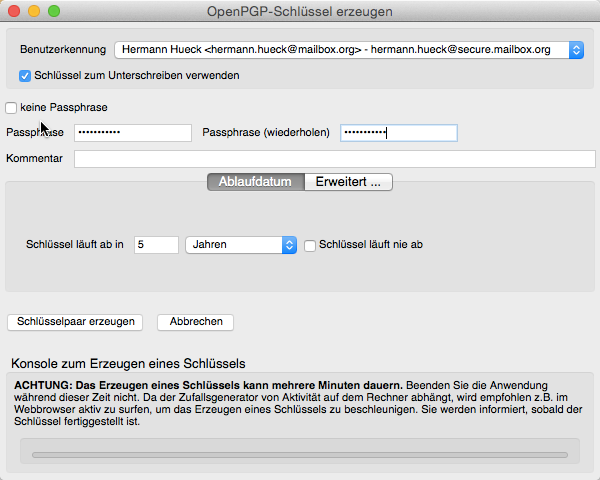 OpenPGP-Schlüssel erzeugen
Benutzerkennung Hermann Hueck <hermann.hueck@mailbox.org> - hermann.hueck@secure.mailbox.org
Schlüssel zum Unterschreiben verwenden
keine Passphrase
Passphrase ••••••••••• Passphrase (wiederholen) •••••••••••
Kommentar
Ablaufdatum Erweitert ...
Schlüssel läuft ab in 5 Jahren Schlüssel läuft nie ab
Schlüsselpaar erzeugen Abbrechen
Konsole zum Erzeugen eines Schlüssels
ACHTUNG: Das Erzeugen eines Schlüssels kann mehrere Minuten dauern. Beenden Sie die Anwendung
während dieser Zeit nicht. Da der Zufallsgenerator von Aktivität auf dem Rechner abhängt, wird empfohlen z.B. im
Webbrowser aktiv zu surfen, um das Erzeugen eines Schlüssels zu beschleunigen. Sie werden informiert, sobald der
Schlüssel fertiggestellt ist.